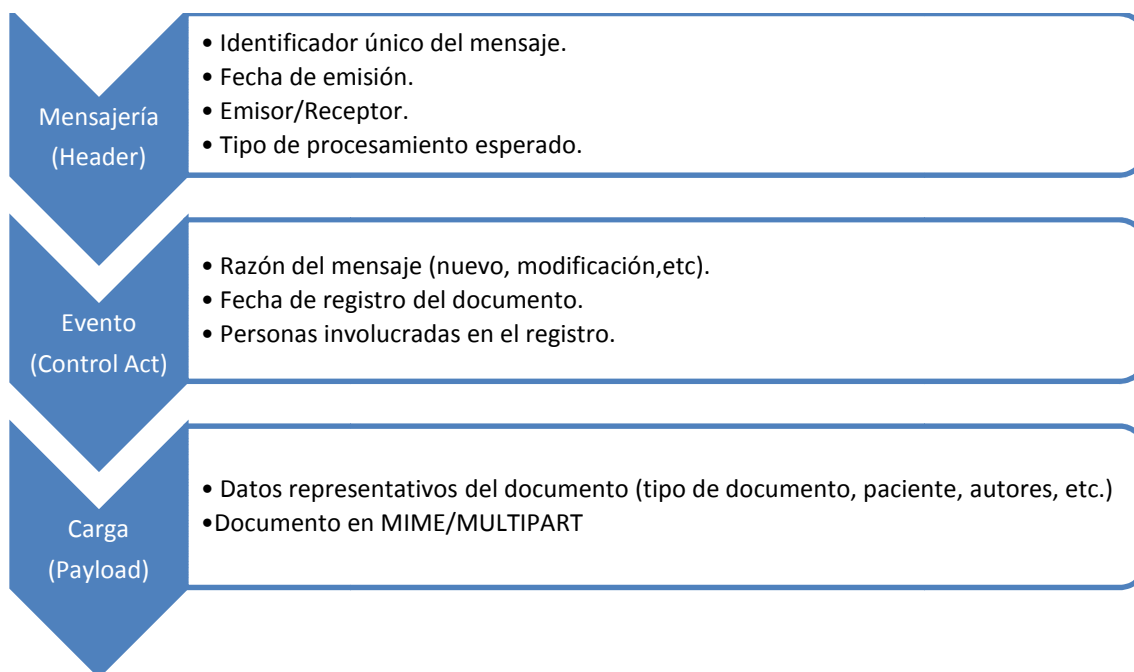 Mensajería
(Header)
• Identificador único del mensaje.
• Fecha de emisión.
• Emisor/Receptor.
• Tipo de procesamiento esperado.
Evento
(Control Act)
• Razón del mensaje (nuevo, modificación,etc).
• Fecha de registro del documento.
• Personas involucradas en el registro.
Carga
(Payload)
• Datos representativos del documento (tipo de documento, paciente, autores, etc.)
•Documento en MIME/MULTIPART